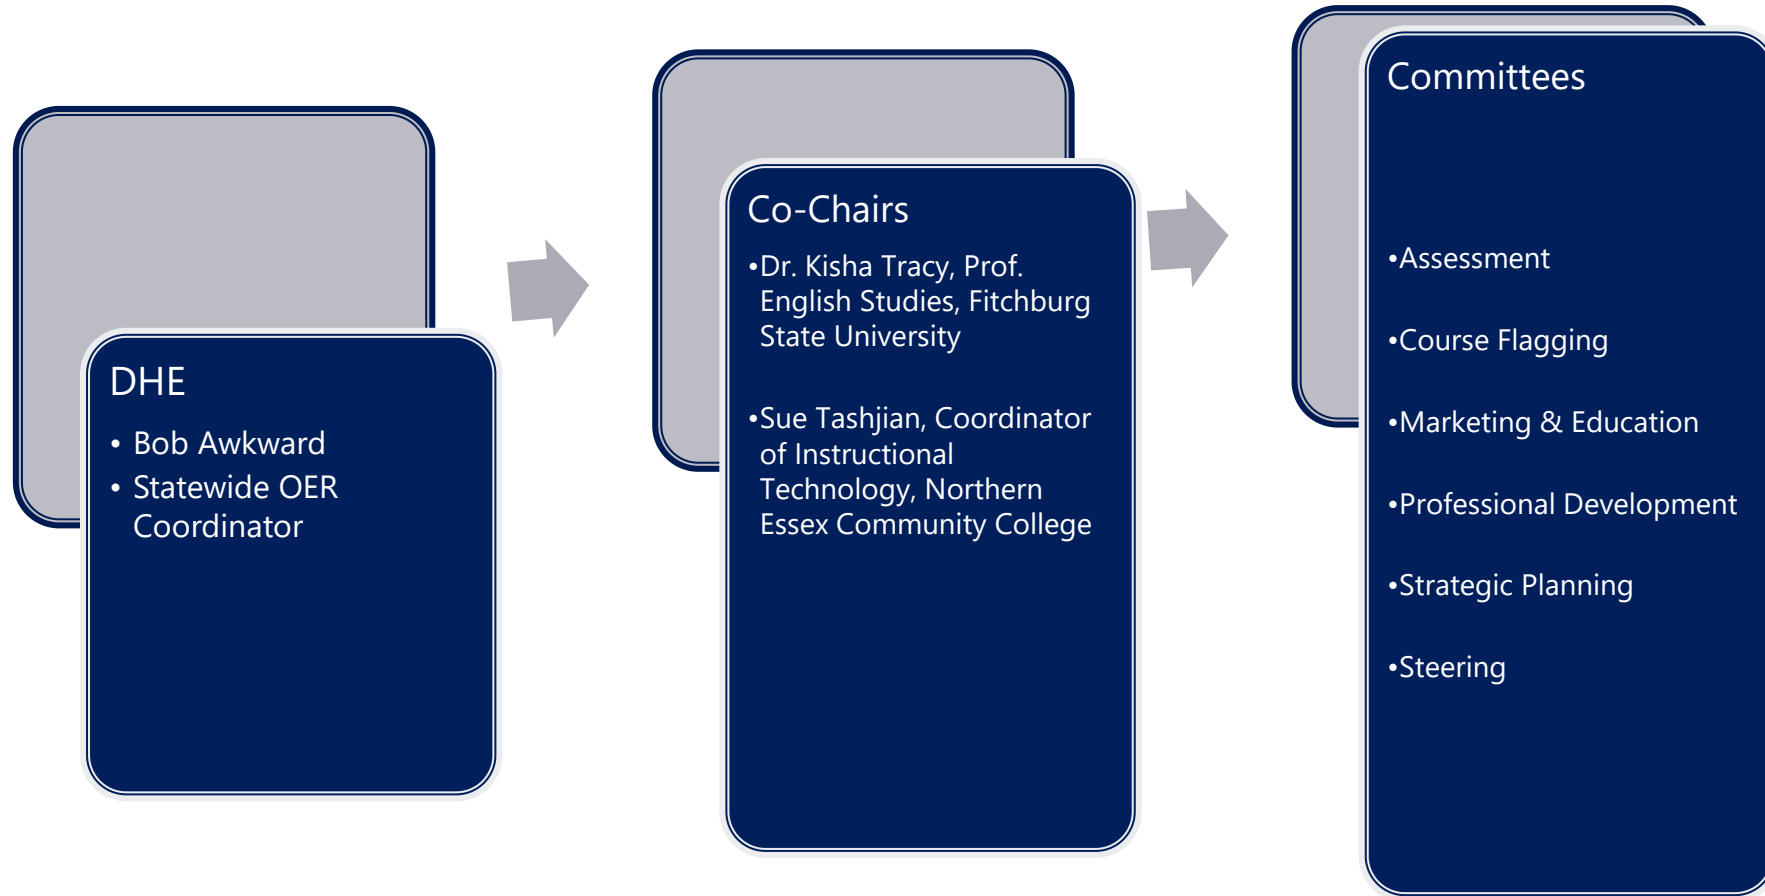 DHE
• Bob Awkward
• Statewide OER
Coordinator
Co-Chairs
•Dr. Kisha Tracy, Prof.
English Studies, Fitchburg
State University
•Sue Tashjian, Coordinator
of Instructional
Technology, Northern
Essex Community College
Committees
•Assessment
•Course Flagging
•Marketing & Education
•Professional Development
•Strategic Planning
•Steering